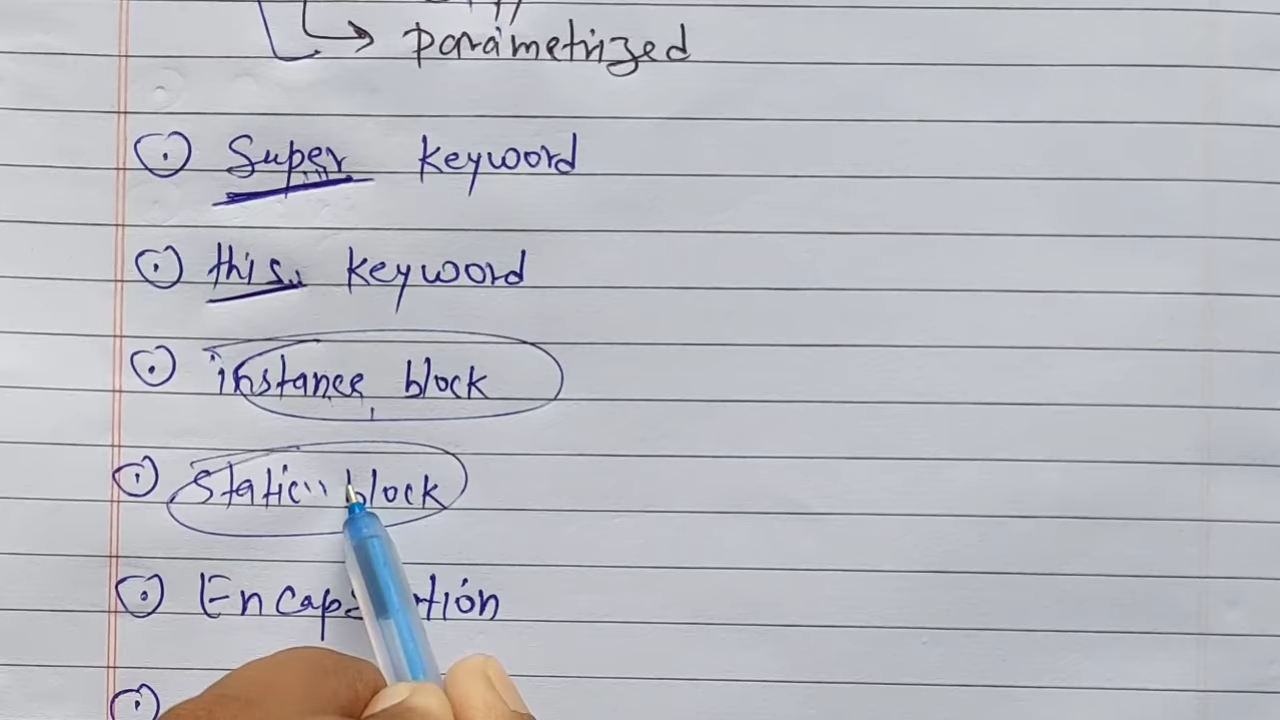 parametrized
Super keyword
this keyword
instance block
static block